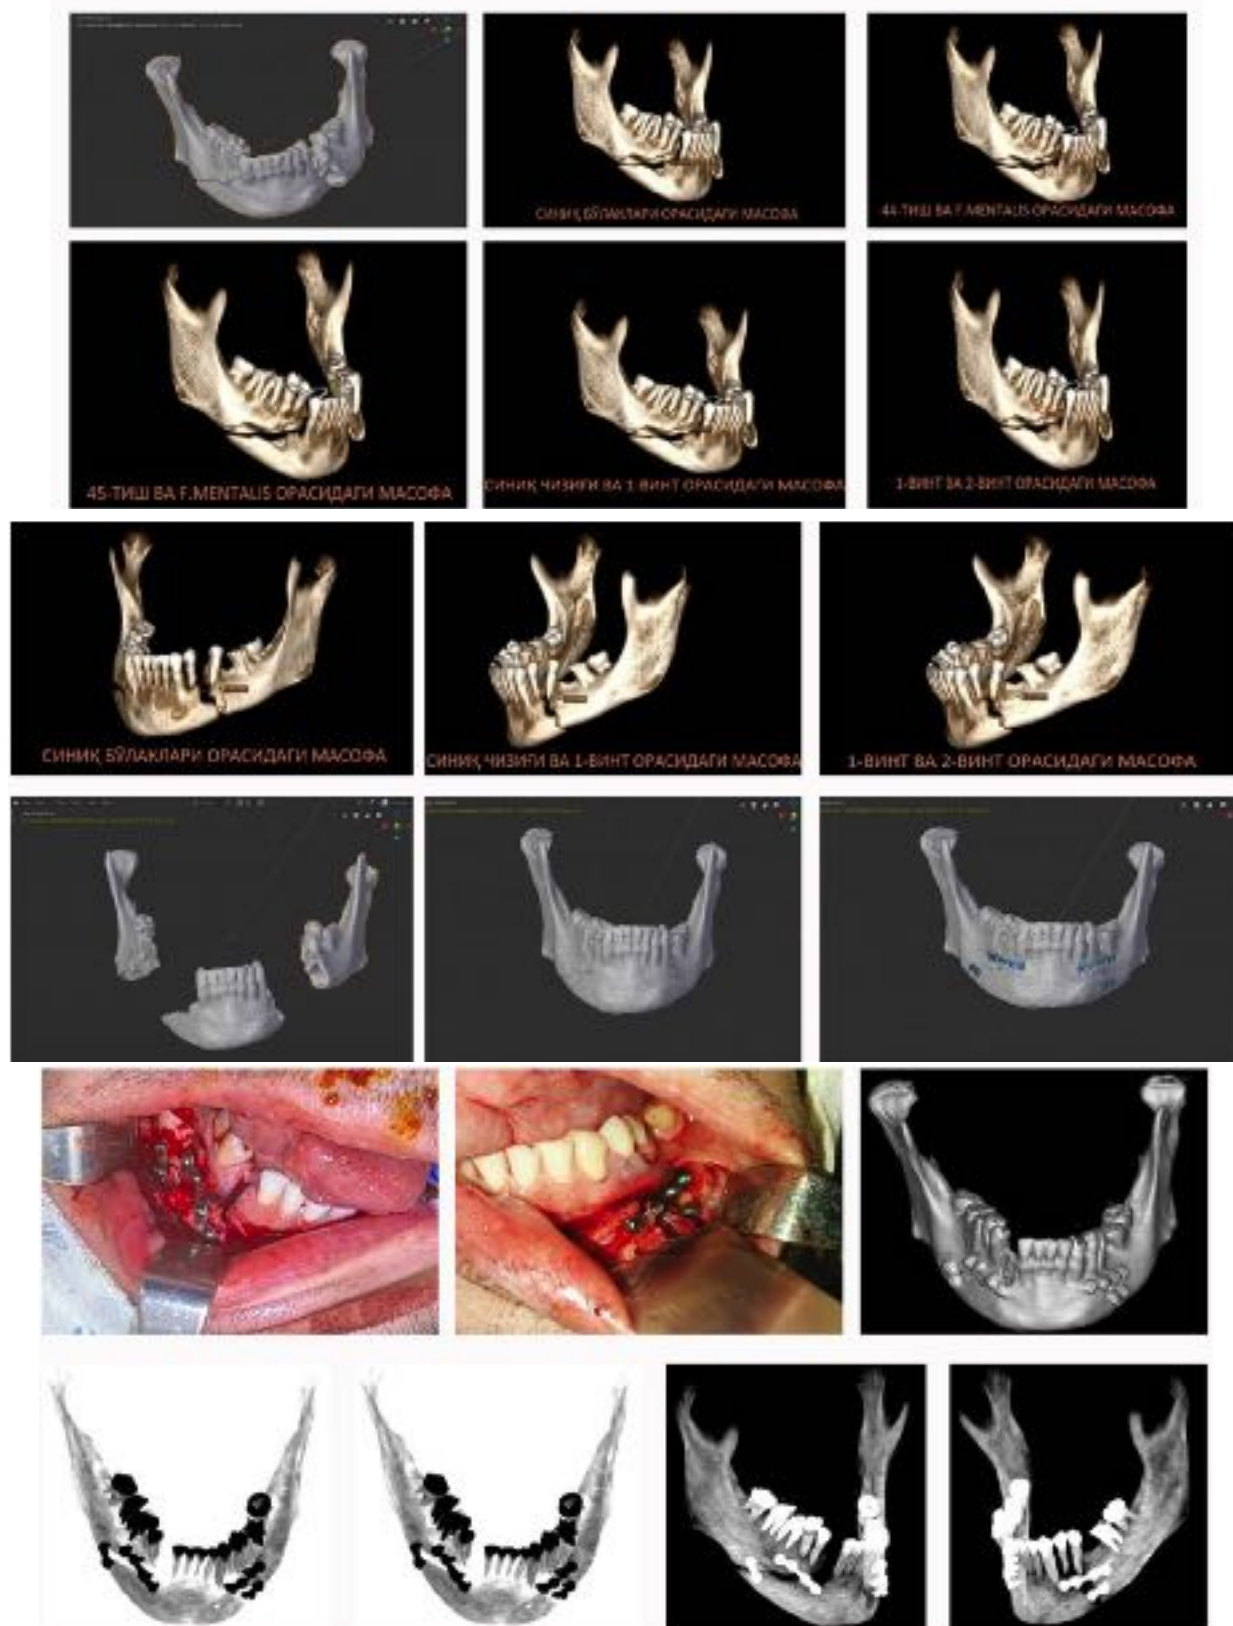 СИНИҚ БЎЛАКЛАРИ ОРАСИДАГИ МАСОФА
44-ТИШ ВА F.MENTALIS ОРАСИДАГИ МАСОФА
45-ТИШ ВА F.MENTALIS ОРАСИДАГИ МАСОФА
СИНИҚ ЧИЗИҒИ ВА 1-ВИНТ ОРАСИДАГИ МАСОФА
1-ВИНТ ВА 2-ВИНТ ОРАСИДАГИ МАСОФА
СИНИҚ БЎЛАКЛАРИ ОРАСИДАГИ МАСОФА
СИНИҚ ЧИЗИҒИ ВА 1-ВИНТ ОРАСИДАГИ МАСОФА
1-ВИНТ ВА 2-ВИНТ ОРАСИДАГИ МАСОФА